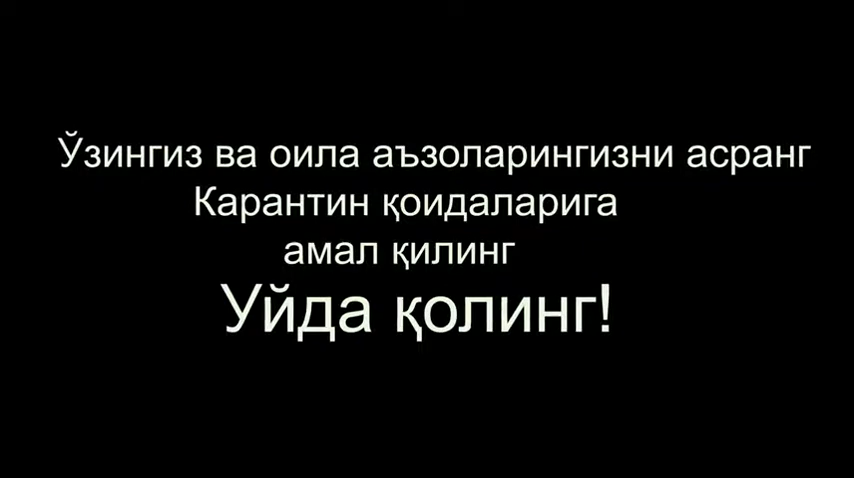 Ўзингиз ва оила аъзоларингизни асранг
Карантин қоидаларига
амал қилинг
Уйда қолинг!